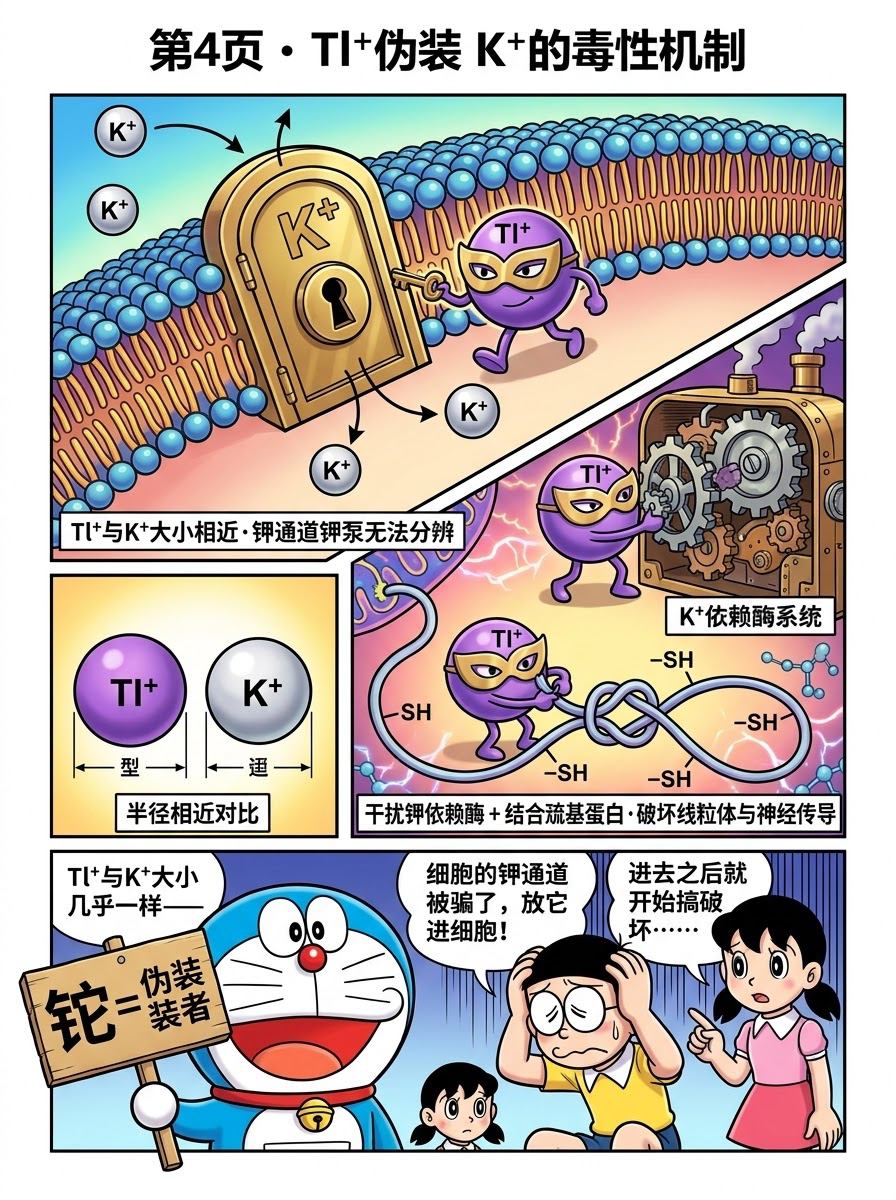 第4页·Tl⁺伪装 K⁺的毒性机制
K⁺
K⁺
K⁺
Tl⁺
K⁺
K⁺
Tl⁺与K⁺大小相近·钾通道钾泵无法分辨
Tl⁺
K⁺依赖酶系统
Tl⁺
–SH
–SH
–SH
–SH
–SH
干扰钾依赖酶 + 结合巯基蛋白·破坏线粒体与神经传导
Tl⁺
K⁺
型
半径相近对比
Tl⁺与K⁺大小
几乎一样——
细胞的钾通道
被骗了，放它
进细胞！
进去之后就
开始搞破
坏……
铊=伪装
装者